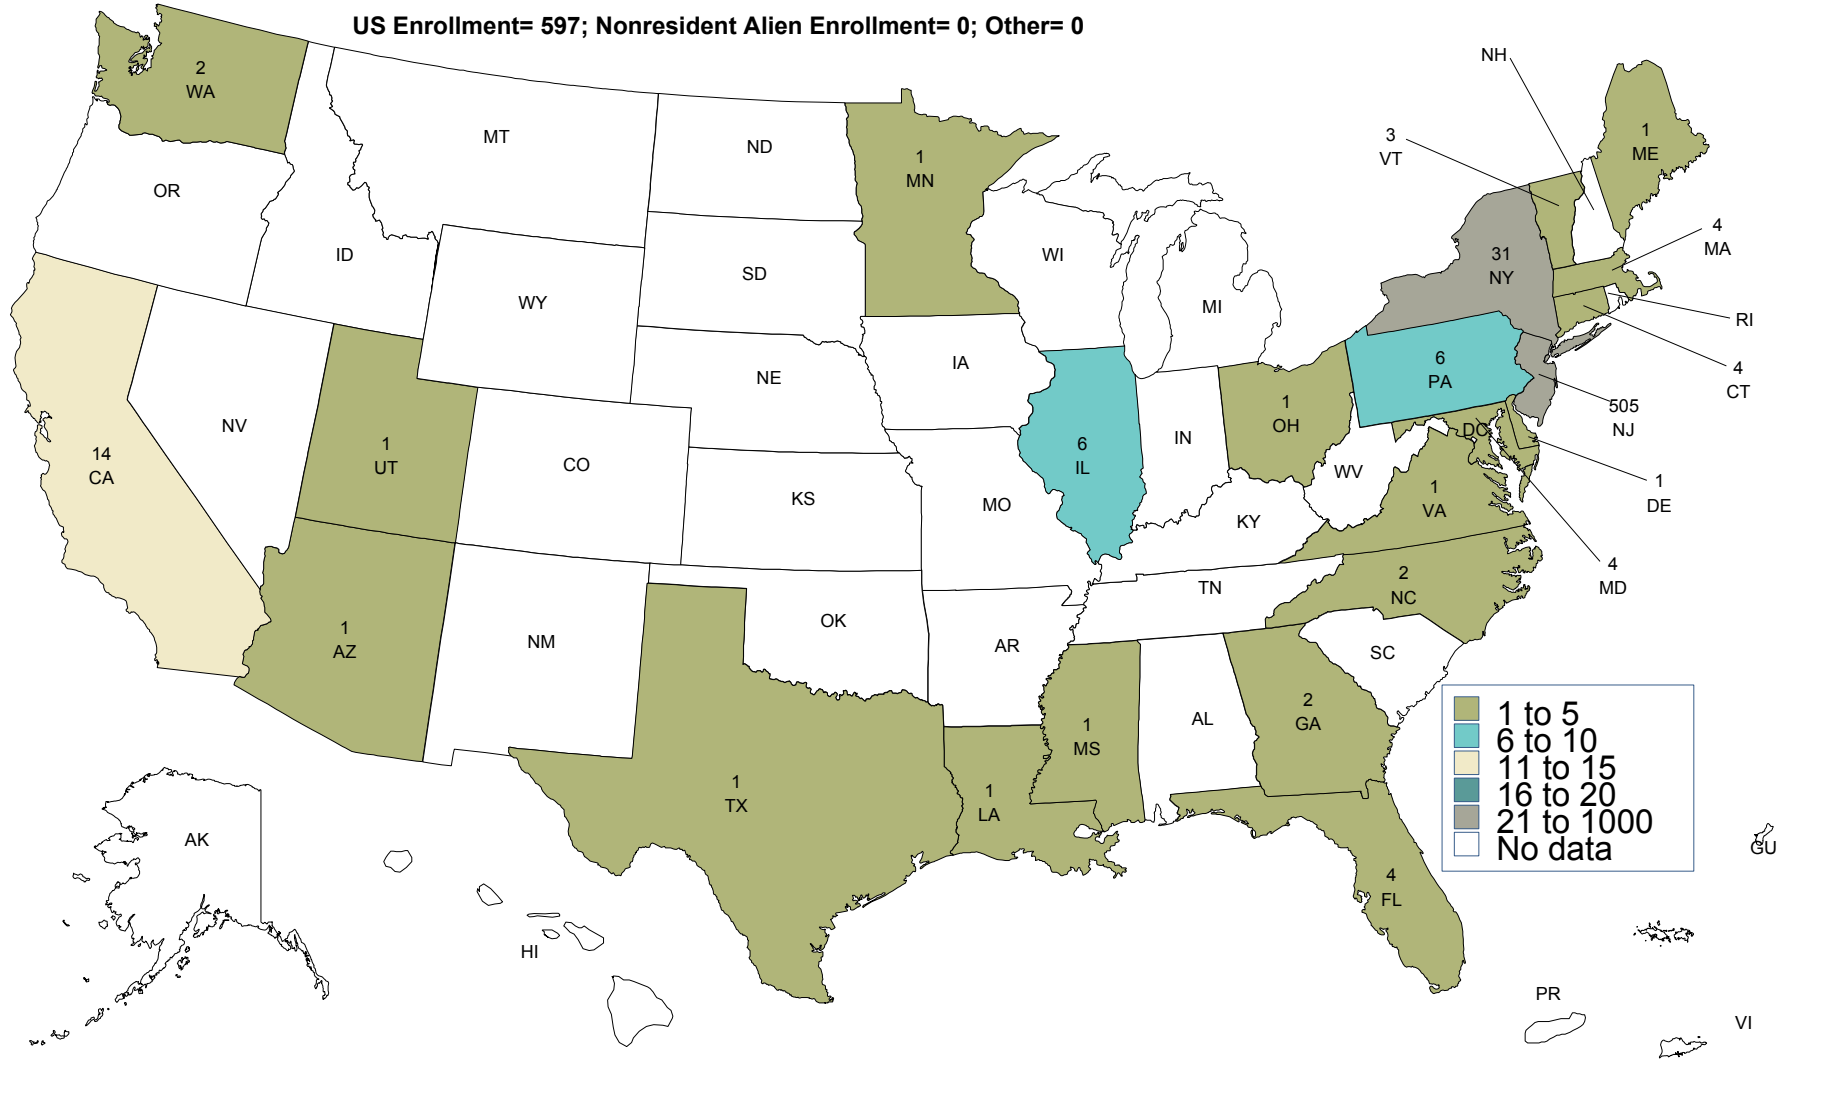 US Enrollment= 597; Nonresident Alien Enrollment= 0; Other= 0
NH
2
WA
MT
ND
1
MN
3
VT
1
ME
OR
ID
WY
SD
WI
MI
31
NY
4
MA
RI
NE
IA
6
PA
4
CT
14
CA
NV
1
UT
CO
KS
MO
6
IL
IN
1
OH
505
NJ
DC
WV
1
VA
1
DE
KY
4
MD
1
AZ
NM
OK
AR
TN
2
NC
SC
1
TX
1
LA
1
MS
AL
2
GA
4
FL
1 to 5
6 to 10
11 to 15
16 to 20
21 to 1000
No data
AK
HI
GU
PR
VI